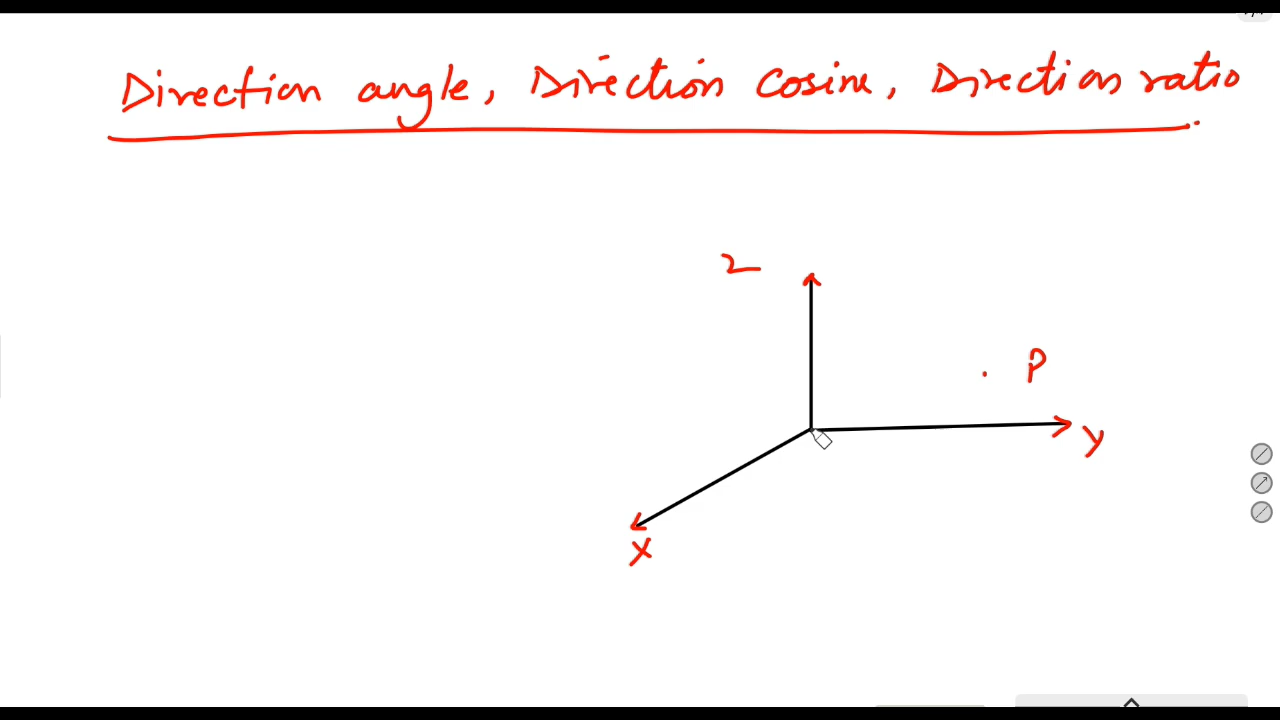 Direction angle, Direction Cosine, Direction ratio.
Z
P
y
X